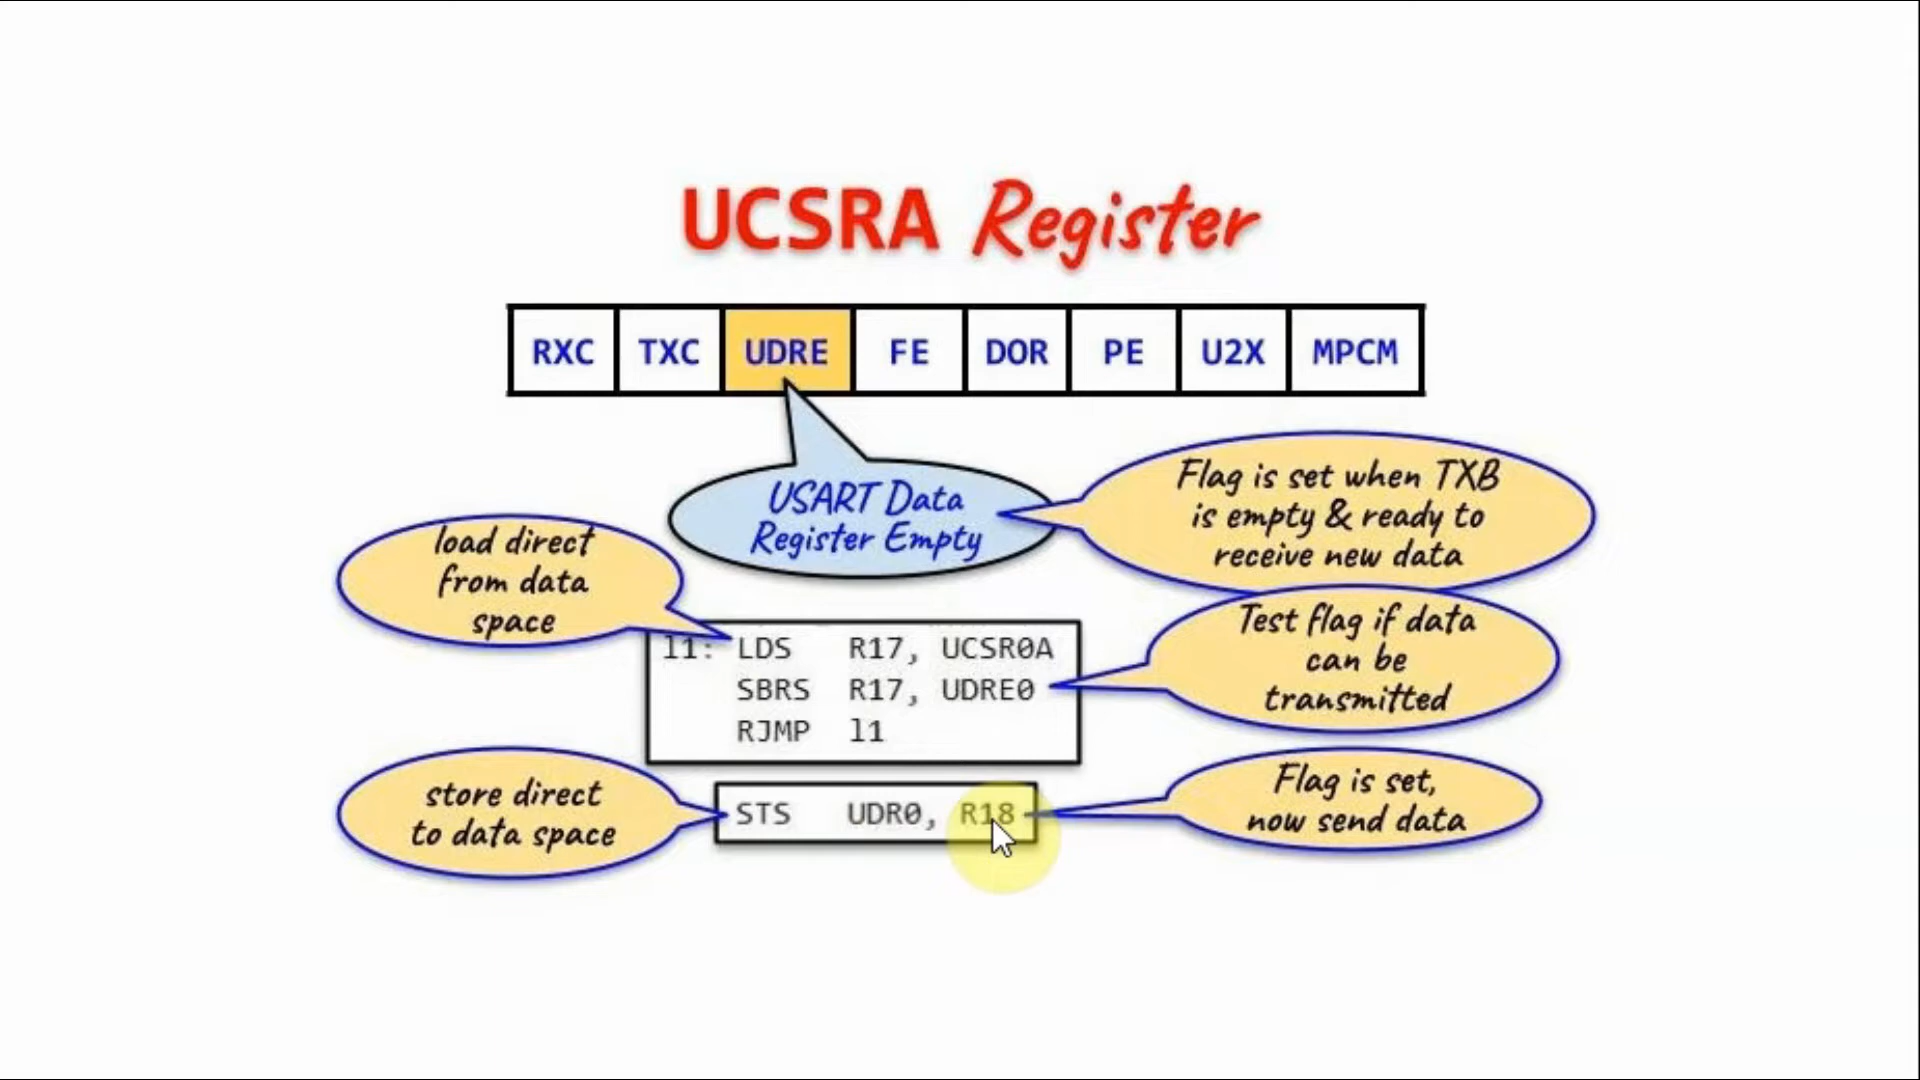 UCSRA Register
RXC TXC UDRE FE DOR PE U2X MPCM
USART Data
Register Empty
Flag is set when TXB
is empty & ready to
receive new data
load direct
from data
space
l1: LDS R17, UCSR0A
SBRS R17, UDRE0
RJMP l1
Test flag if data
can be
transmitted
store direct
to data space
STS UDR0, R18
Flag is set,
now send data